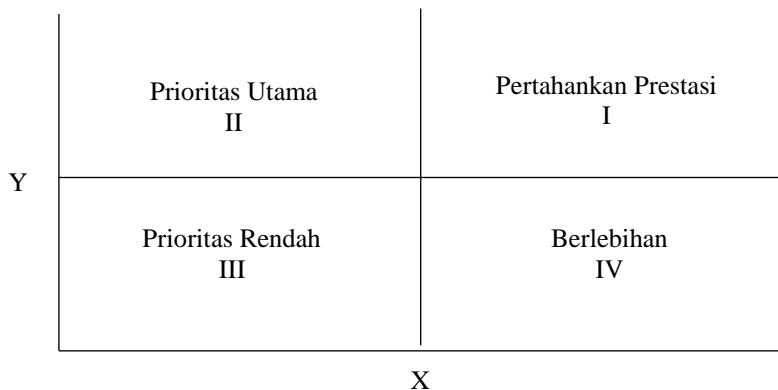 Prioritas Utama
II
Pertahankan Prestasi
I
Y
Prioritas Rendah
III
Berlebihan
IV
X